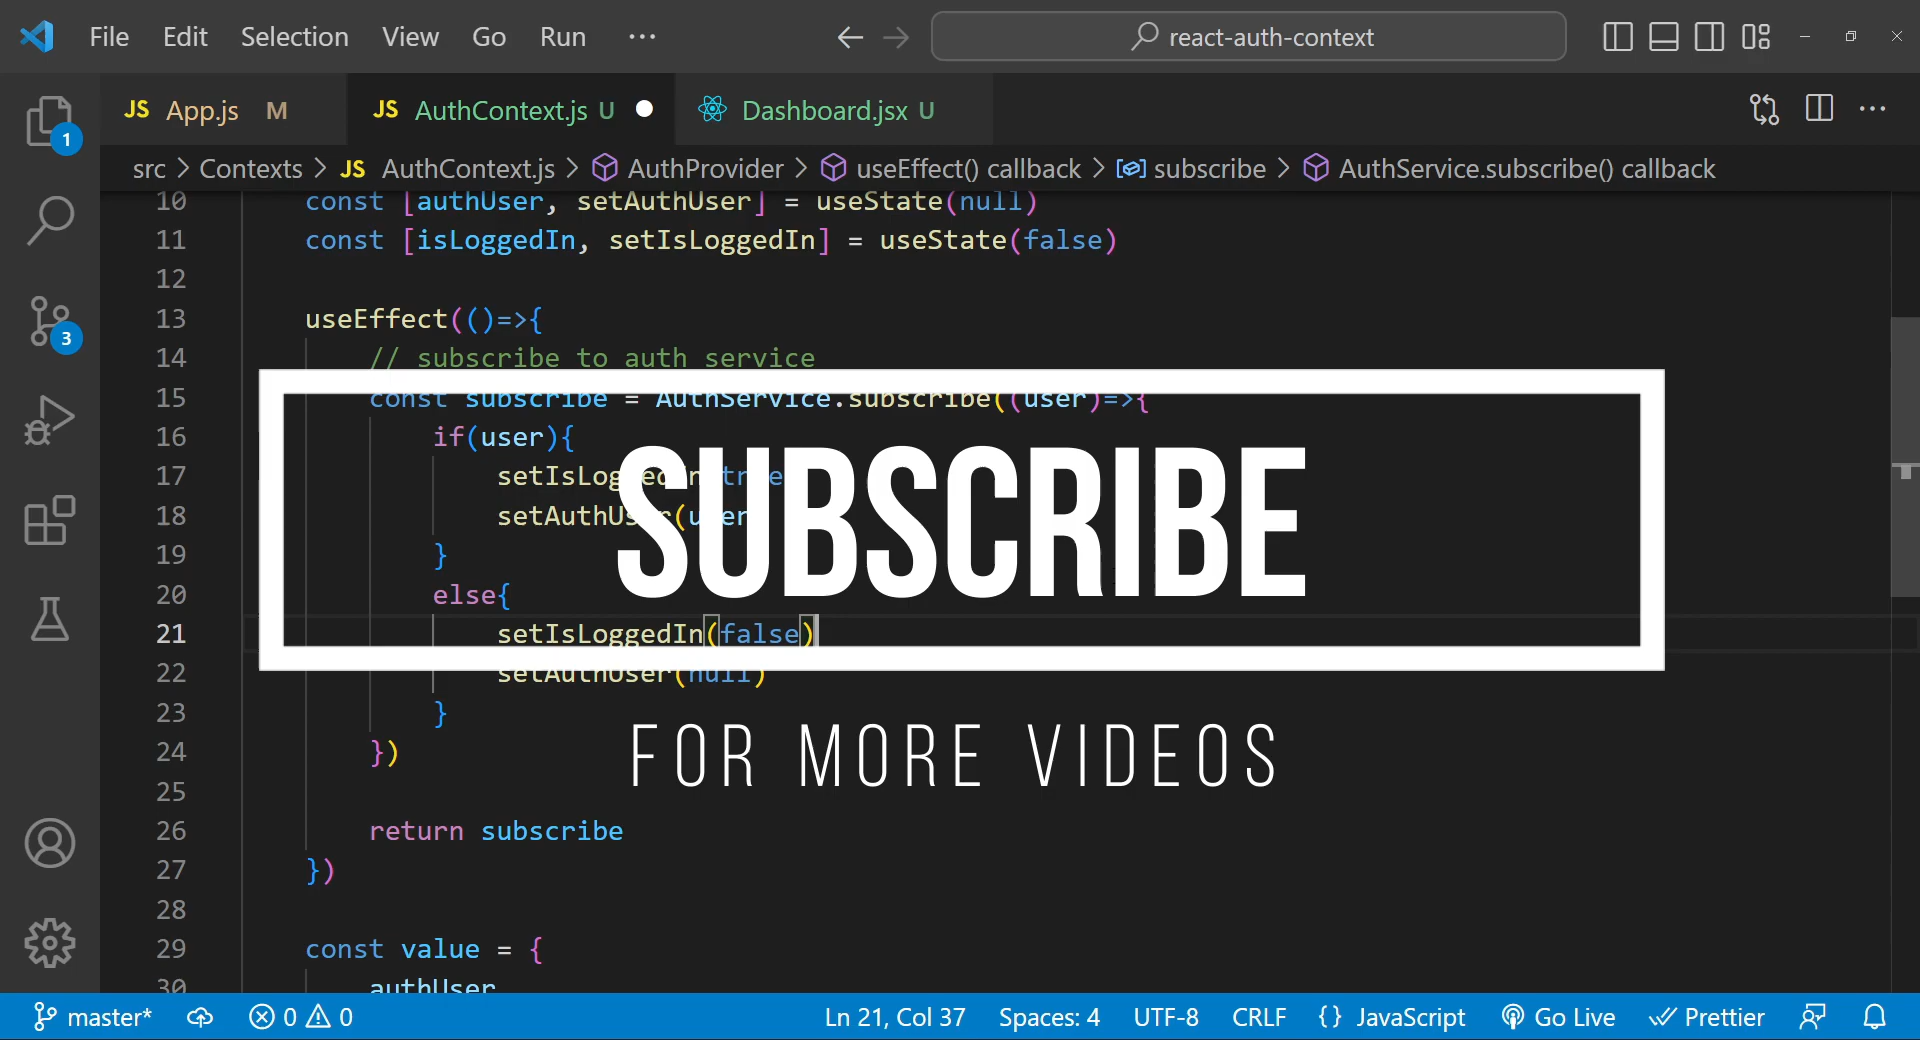 File Edit Selection View Go Run ···
react-auth-context
JS App.js M
JS AuthContext.js U
Dashboard.jsx U
src > Contexts > JS AuthContext.js > AuthProvider > useEffect() callback > subscribe > AuthService.subscribe() callback
1
3
10 const [authUser, setAuthUser] = useState(null)
11 const [isLoggedIn, setIsLoggedIn] = useState(false)
12
13 useEffect(()=>{
14 // subscribe to auth service
15 const subscribe = AuthService.subscribe((user)=>{
16 if(user){
17 setIsLoggedIn true
18 setAuthUser(user
19 }
20 else{
21 setIsLoggedIn(false)
22 setAuthUser(null)
23 }
24 })
25
26 return subscribe
27 })
28
29 const value = {
30 authUser
SUBSCRIBE
FOR MORE VIDEOS
master* 0 0 Ln 21, Col 37 Spaces: 4 UTF-8 CRLF {} JavaScript Go Live Prettier